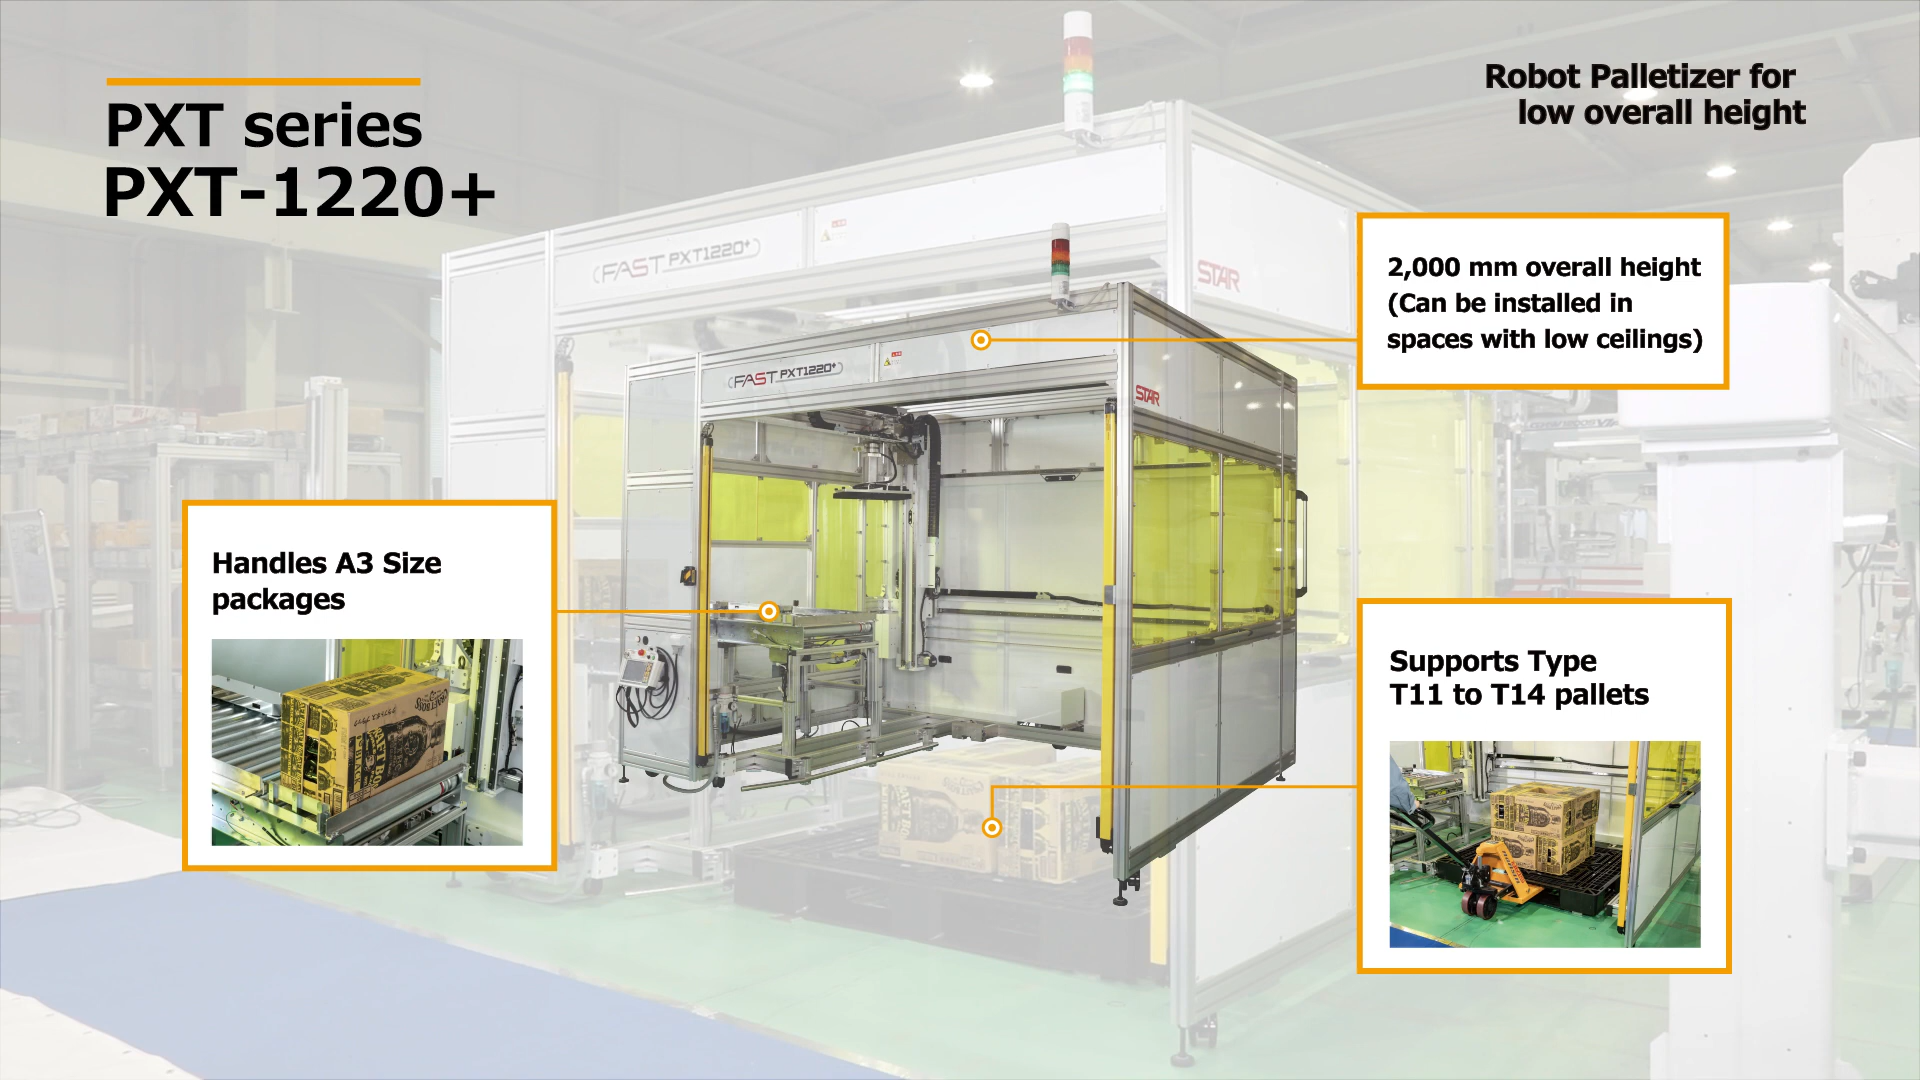 PXT series
PXT-1220+
Robot Palletizer for
low overall height
2,000 mm overall height
(Can be installed in
spaces with low ceilings)
FAST PXT1220+
STAR
FAST PXT1220+
STAR
Handles A3 Size
packages
CRAFT BOSS
Supports Type
T11 to T14 pallets